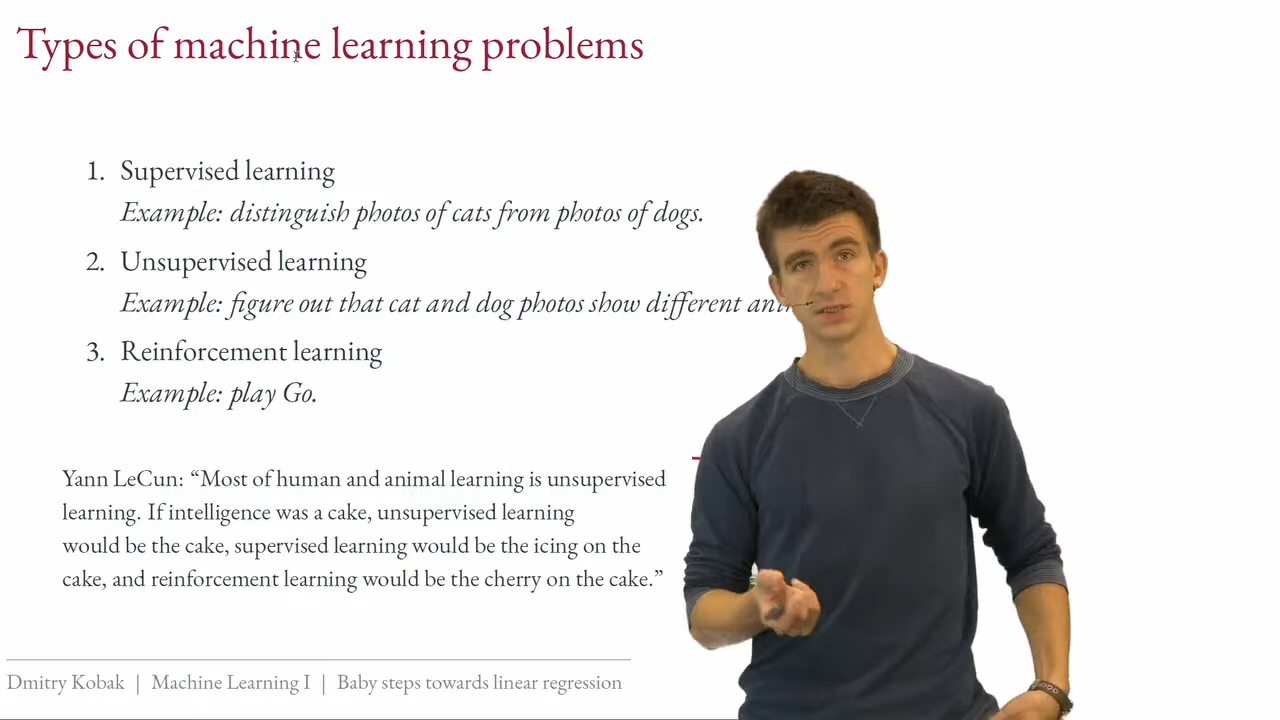 Types of machine learning problems
1. Supervised learning
Example: distinguish photos of cats from photos of dogs.
2. Unsupervised learning
Example: figure out that cat and dog photos show different
3. Reinforcement learning
Example: play Go.
Yann LeCun: “Most of human and animal learning is unsupervised
learning. If intelligence was a cake, unsupervised learning
would be the cake, supervised learning would be the icing on the
cake, and reinforcement learning would be the cherry on the cake.”
Dmitry Kobak | Machine Learning I | Baby steps towards linear regression